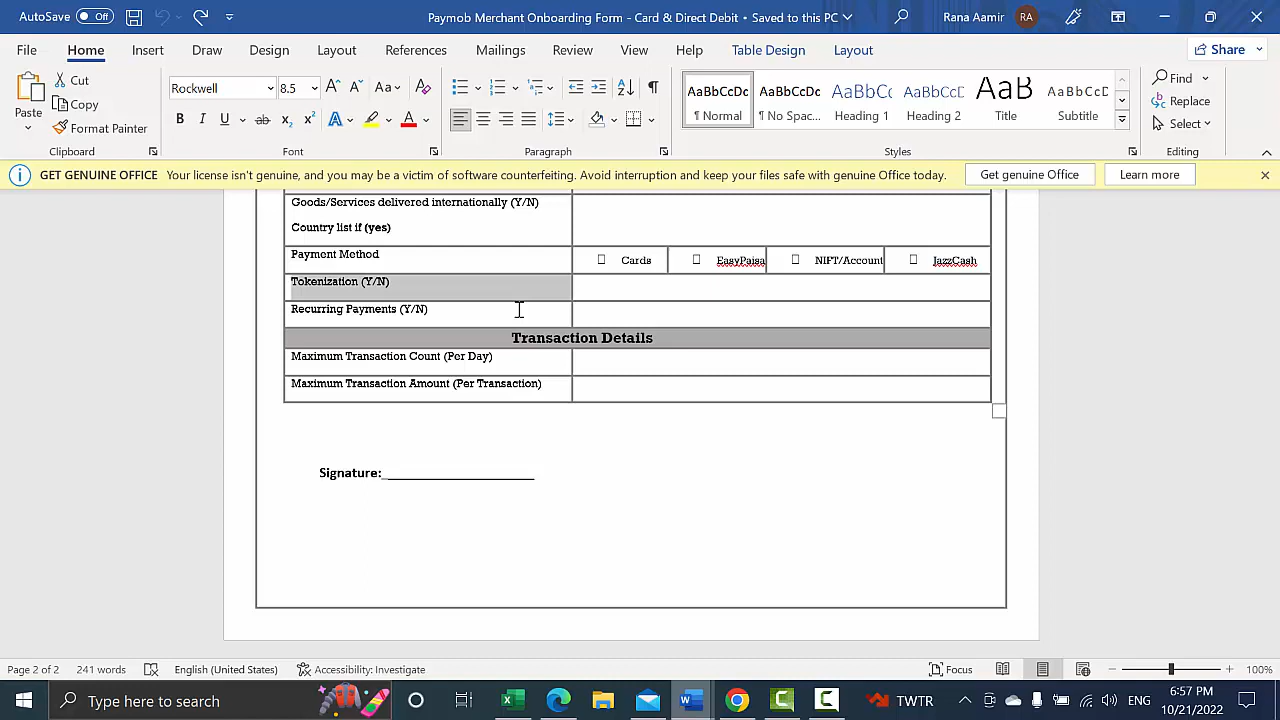 AutoSave Off Paymob Merchant Onboarding Form - Card & Direct Debit • Saved to this PC Rana Aamir RA
File Home Insert Draw Design Layout References Mailings Review View Help Table Design Layout Share
Paste Cut Copy Format Painter
Clipboard
Rockwell 8.5
Font
Paragraph
AaBbCcDc AaBbCcDc AaBbCc AaBbCcD AaB AaBbCcD
¶ Normal ¶ No Spac... Heading 1 Heading 2 Title Subtitle
Styles
Find Replace Select
Editing
GET GENUINE OFFICE Your license isn't genuine, and you may be a victim of software counterfeiting. Avoid interruption and keep your files safe with genuine Office today. Get genuine Office Learn more
Goods/Services delivered internationally (Y/N)
Country list if (yes)
Payment Method Cards EasyPaisa NIFT/Account JazzCash
Tokenization (Y/N)
Recurring Payments (Y/N)
Transaction Details
Maximum Transaction Count (Per Day)
Maximum Transaction Amount (Per Transaction)
Signature:_____________________
Page 2 of 2 241 words English (United States) Accessibility: Investigate Focus 100%
Type here to search TWTR ENG 6:57 PM
10/21/2022